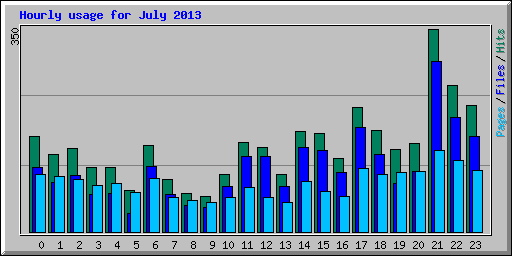 Hourly usage for July 2013
350
Pages / Files / Hits
0 1 2 3 4 5 6 7 8 9 10 11 12 13 14 15 16 17 18 19 20 21 22 23